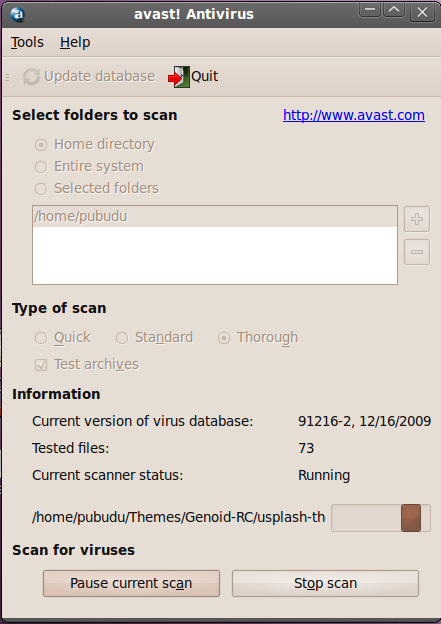 avast! Antivirus
Tools Help
Update database Quit
Select folders to scan http://www.avast.com
Home directory
Entire system
Selected folders
/home/pubudu
Type of scan
Quick Standard Thorough
Test archives
Information
Current version of virus database: 91216-2, 12/16/2009
Tested files: 73
Current scanner status: Running
/home/pubudu/Themes/Genoid-RC/usplash-th
Scan for viruses
Pause current scan Stop scan